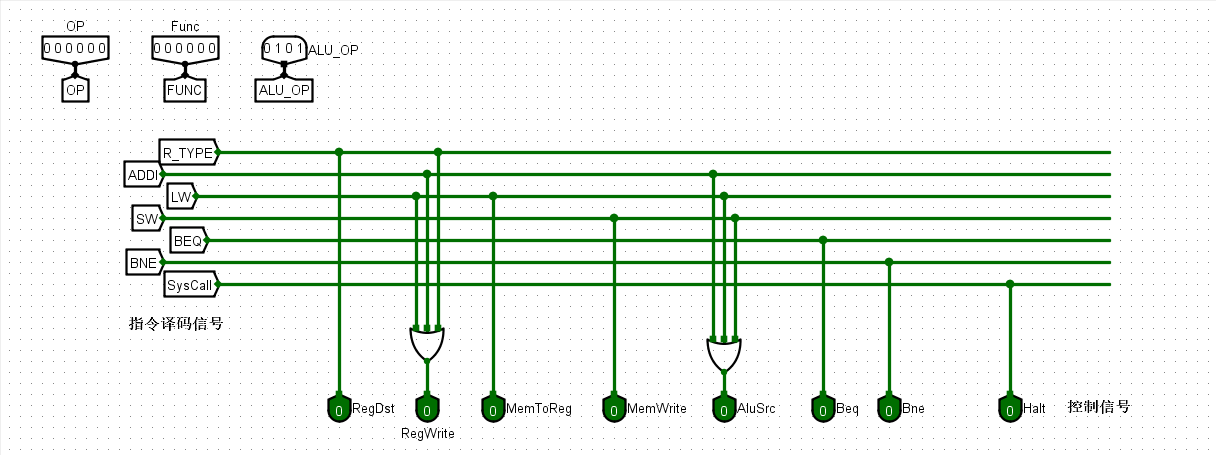 OP
Func
000000
000000
0101
ALU_OP
OP
FUNC
ALU_OP
R_TYPE
ADDI
LW
SW
BEQ
BNE
SysCall
指令译码信号
0
RegDst
0
RegWrite
0
MemToReg
0
MemWrite
0
AluSrc
0
Beq
0
Bne
0
Halt
控制信号